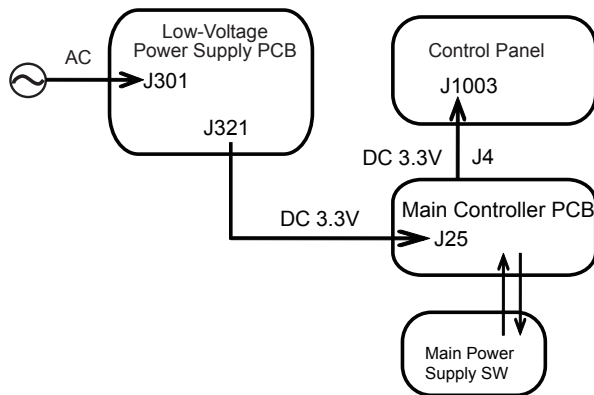 Low-Voltage
Power Supply PCB
AC
J301
J321
Control Panel
J1003
DC 3.3V
J4
Main Controller PCB
DC 3.3V
J25
Main Power
Supply SW